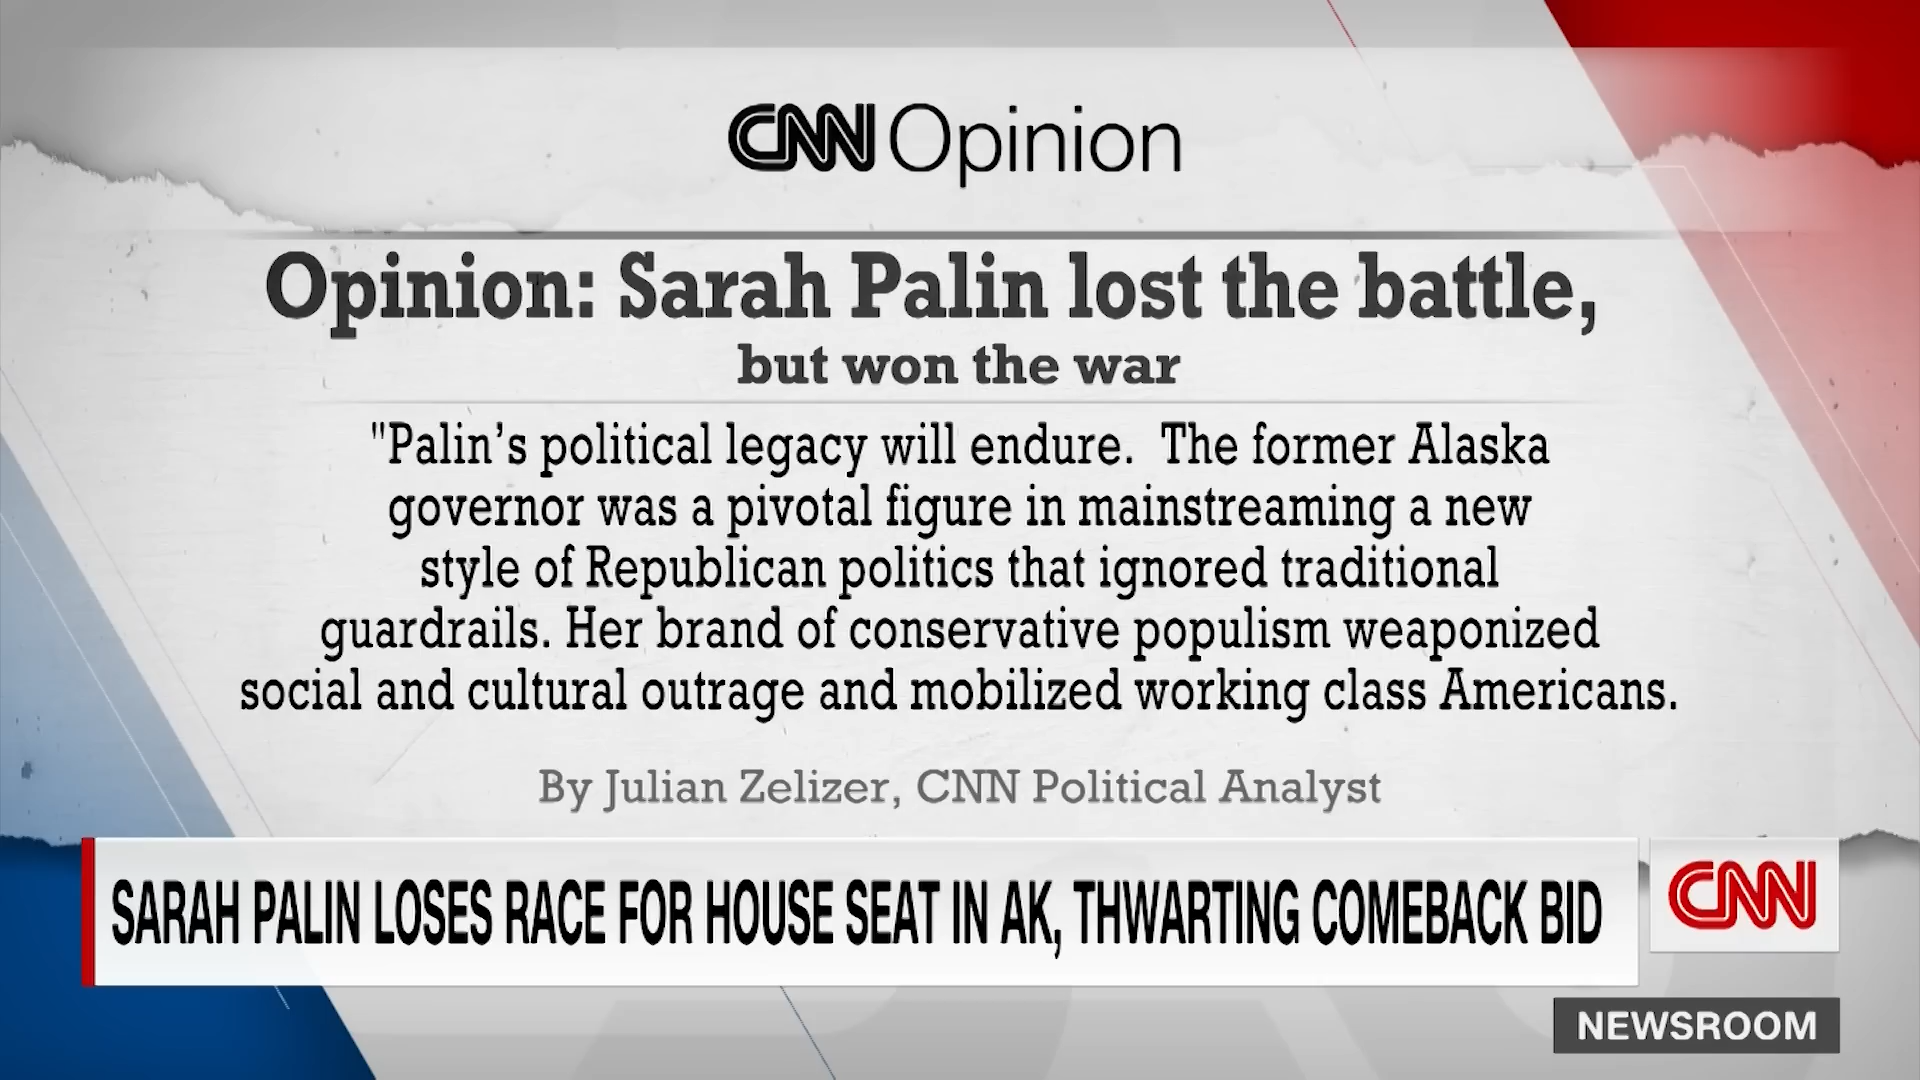 CNN Opinion
Opinion: Sarah Palin lost the battle,
but won the war
"Palin’s political legacy will endure.  The former Alaska
governor was a pivotal figure in mainstreaming a new
style of Republican politics that ignored traditional
guardrails. Her brand of conservative populism weaponized
social and cultural outrage and mobilized working class Americans.
By Julian Zelizer, CNN Political Analyst
SARAH PALIN LOSES RACE FOR HOUSE SEAT IN AK, THWARTING COMEBACK BID
CNN
NEWSROOM